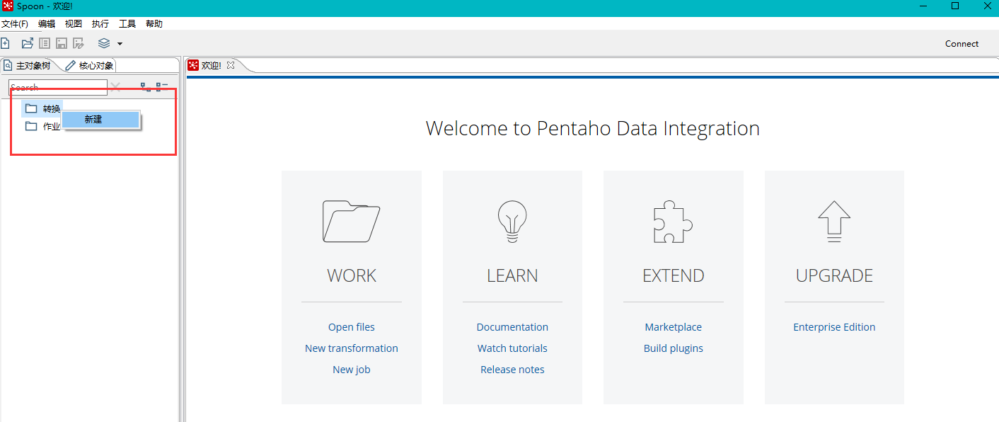 Spoon - 欢迎!
文件(F) 编辑 视图 执行 工具 帮助
Connect
主对象树 核心对象
欢迎!
Search
转换
新建
作业
Welcome to Pentaho Data Integration
WORK
Open files
New transformation
New job
LEARN
Documentation
Watch tutorials
Release notes
EXTEND
Marketplace
Build plugins
UPGRADE
Enterprise Edition